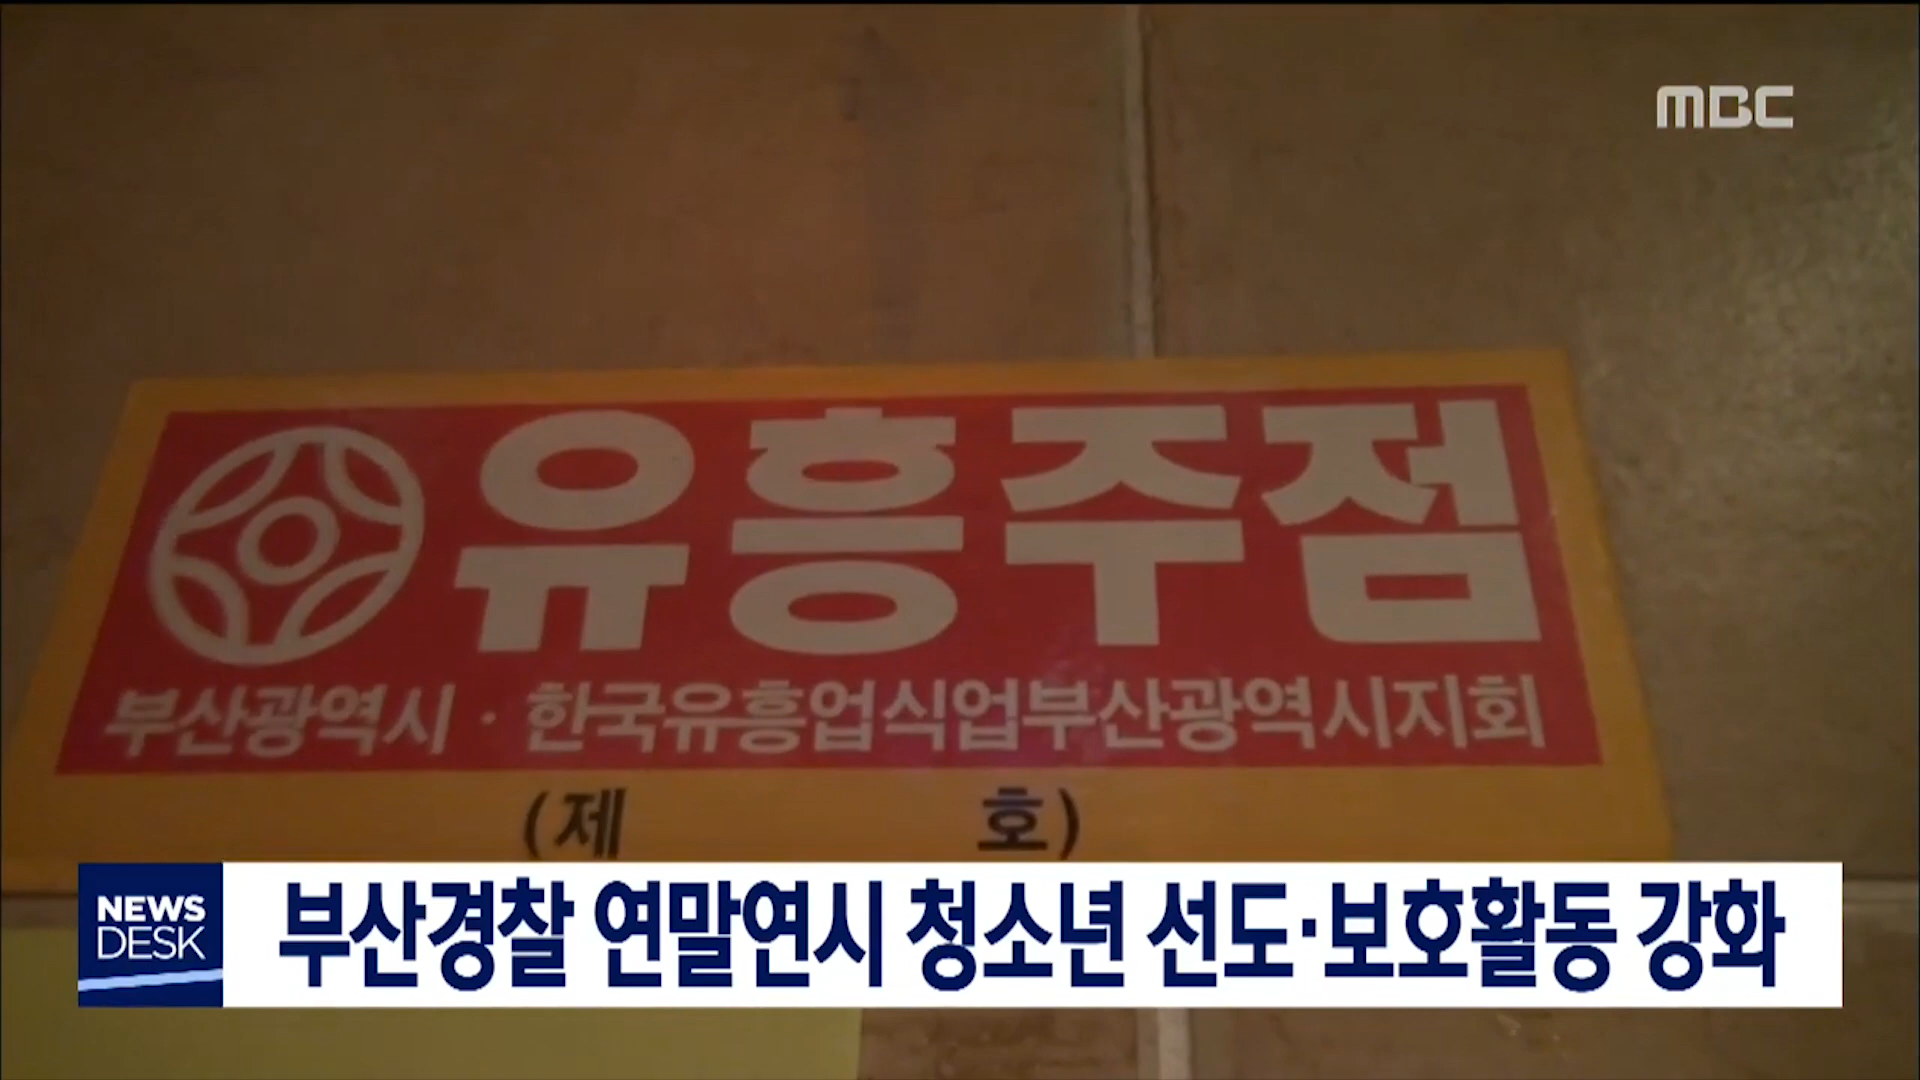 MBC
유흥주점
부산광역시·한국유흥업식업부산광역시지회
(제 호)
NEWS DESK
부산경찰 연말연시 청소년 선도·보호활동 강화